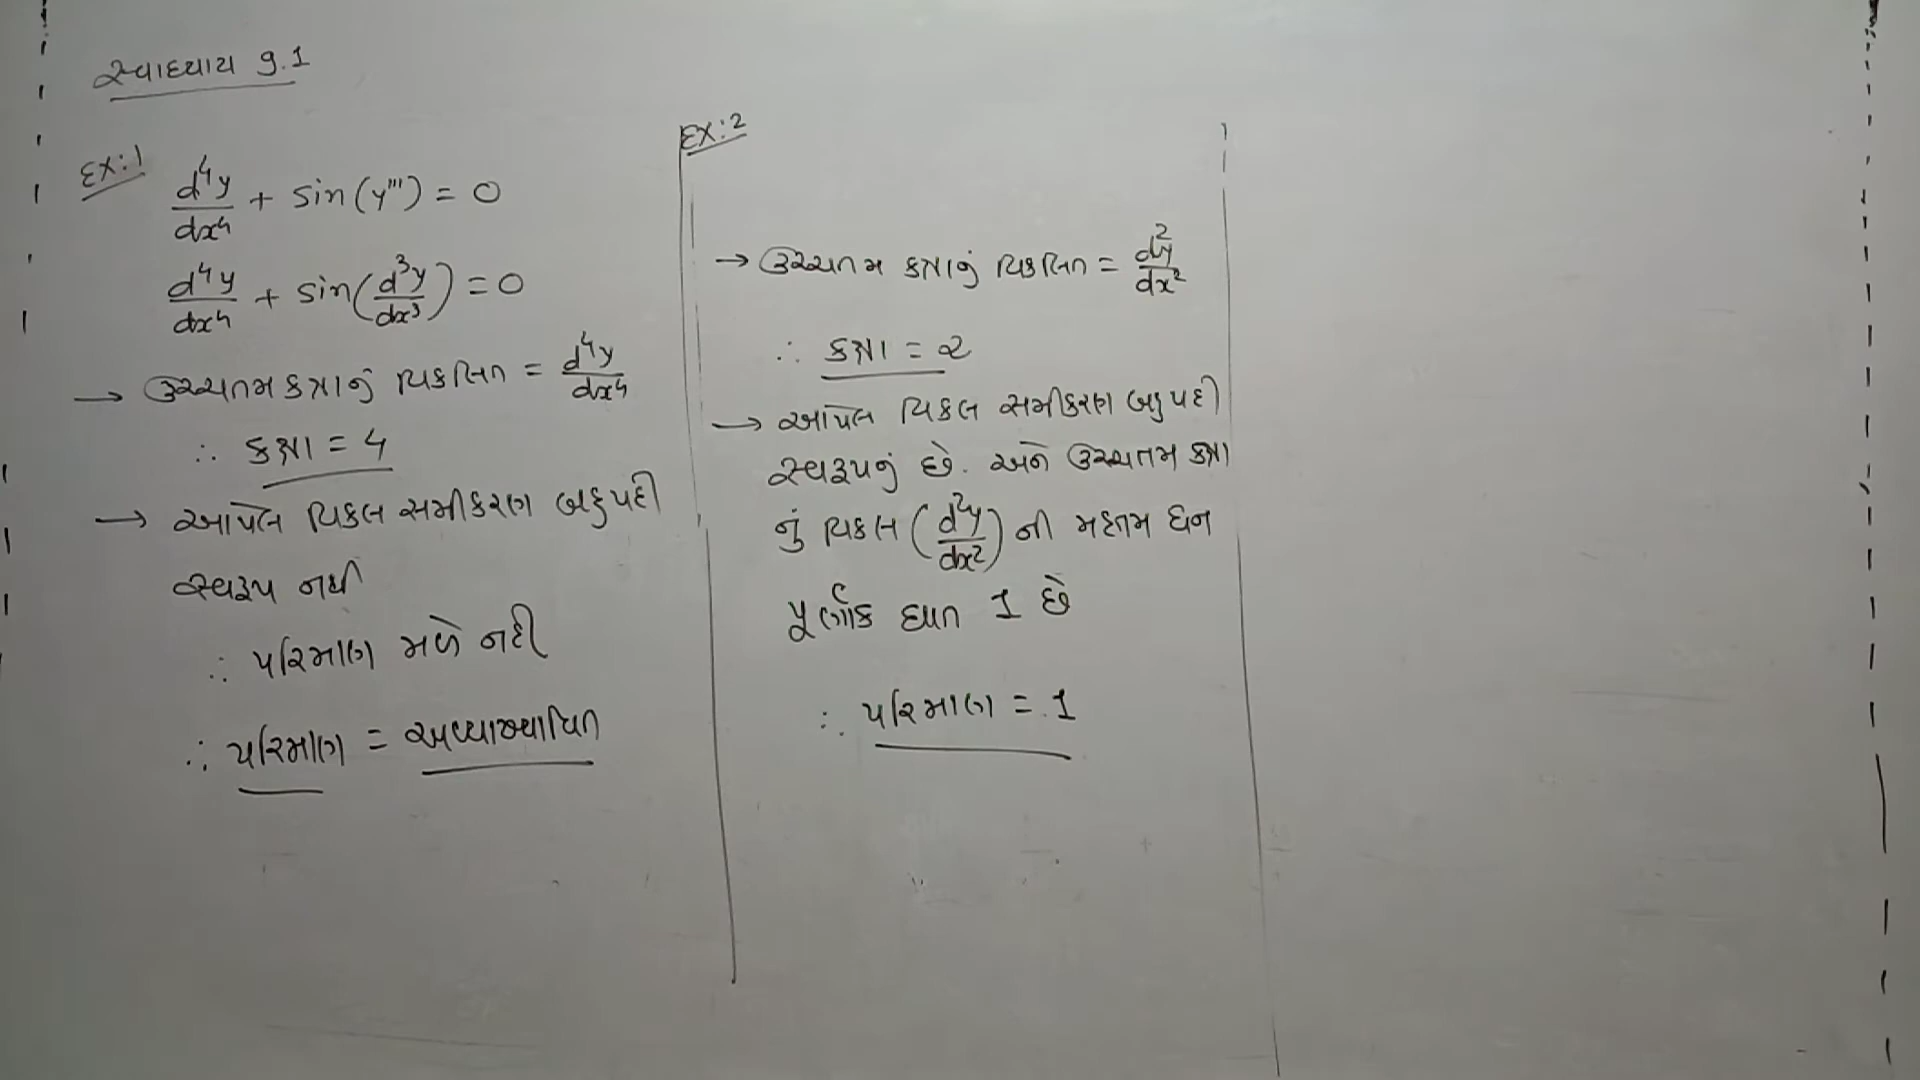 સ્વાધ્યાય 9.1
Ex:1
d⁴y/dx⁴ + sin(y''') = 0
d⁴y/dx⁴ + sin(d³y/dx³) = 0
→ ઉચ્ચતમ કક્ષાનું વિકલિત = d⁴y/dx⁴
∴ કક્ષા = 4
→ આપેલ વિકલ સમીકરણ બહુપદી
સ્વરૂપ નથી
∴ પરિમાણ મળે નહી
∴ પરિમાણ = અવ્યાખ્યાયિત
Ex:2
→ ઉચ્ચતમ કક્ષાનું વિકલિત = d²y/dx²
∴ કક્ષા = ૨
→ આપેલ વિકલ સમીકરણ બહુપદી
સ્વરૂપનું છે. અને ઉચ્ચતમ કક્ષા
નું વિકલ (d²y/dx²) ની મહત્તમ ઘન
પૂર્ણાંક ઘાત 1 છે
∴ પરિમાણ = 1